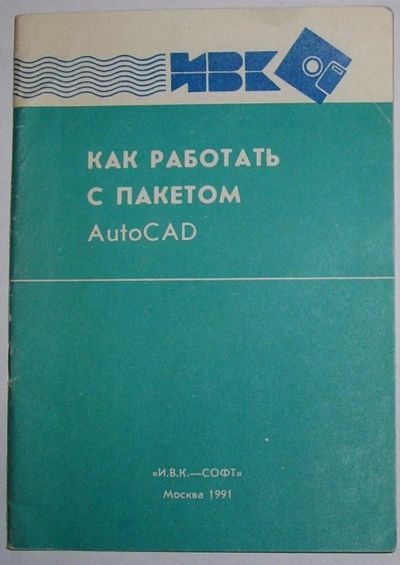 ИВК
КАК РАБОТАТЬ
С ПАКЕТОМ
AutoCAD
«И.В.К.—СОФТ»
Москва 1991